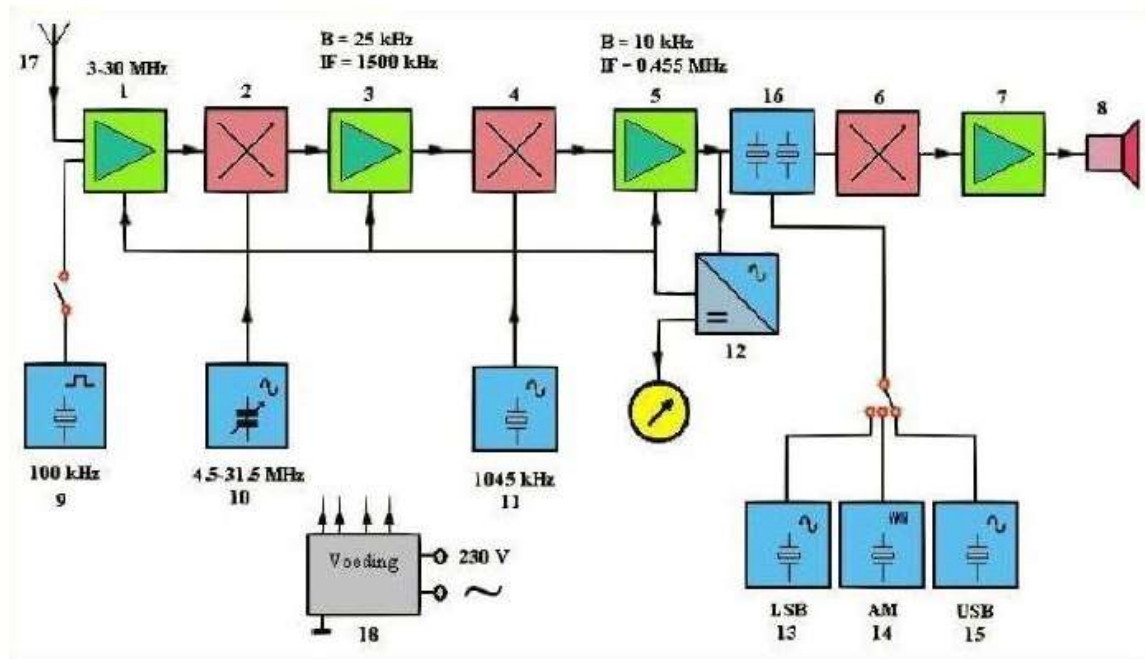 B = 25 kHz
IF = 1500 kHz
B = 10 kHz
IF = 0.455 MHz
17
3-30 MHz
1
2
3
4
5
16
6
7
8
12
100 kHz
9
4.5-31.5 MHz
10
1045 kHz
11
Voeding
230 V
18
LSB
13
AM
14
USB
15